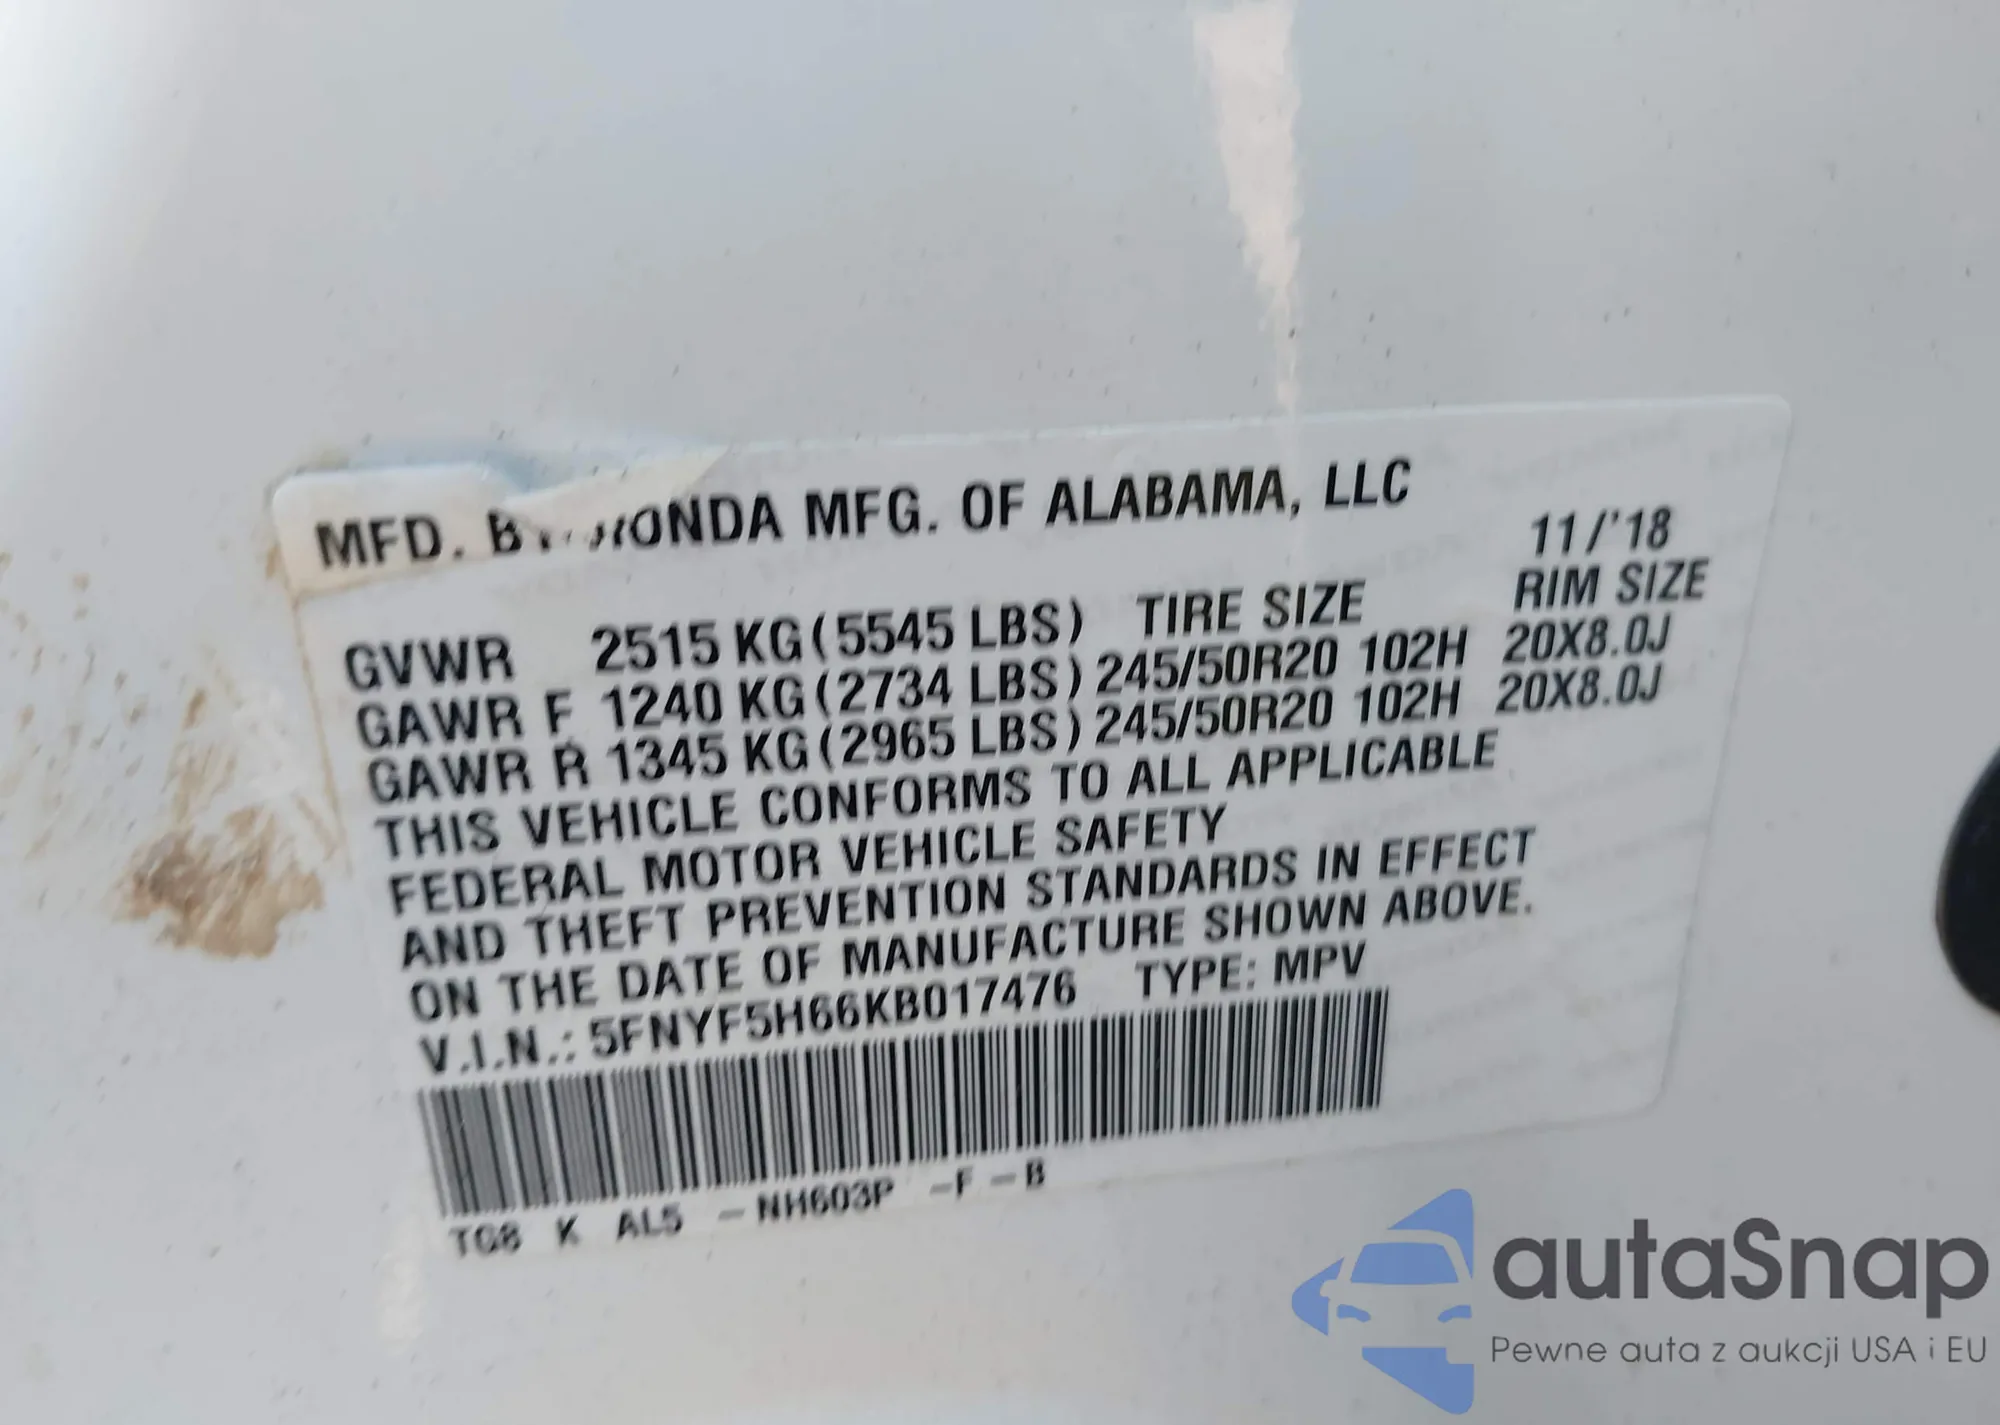 MFD. BY HONDA MFG. OF ALABAMA, LLC
11/'18
GVWR 2515 KG (5545 LBS) TIRE SIZE RIM SIZE
GAWR F 1240 KG (2734 LBS) 245/50R20 102H 20X8.0J
GAWR R 1345 KG (2965 LBS) 245/50R20 102H 20X8.0J
THIS VEHICLE CONFORMS TO ALL APPLICABLE
FEDERAL MOTOR VEHICLE SAFETY
AND THEFT PREVENTION STANDARDS IN EFFECT
ON THE DATE OF MANUFACTURE SHOWN ABOVE.
V.I.N.: 5FNYF5H66KB017476 TYPE: MPV
TG8 K AL5 -NH603P -F-B
autaSnap
Pewne auta z aukcji USA i EU